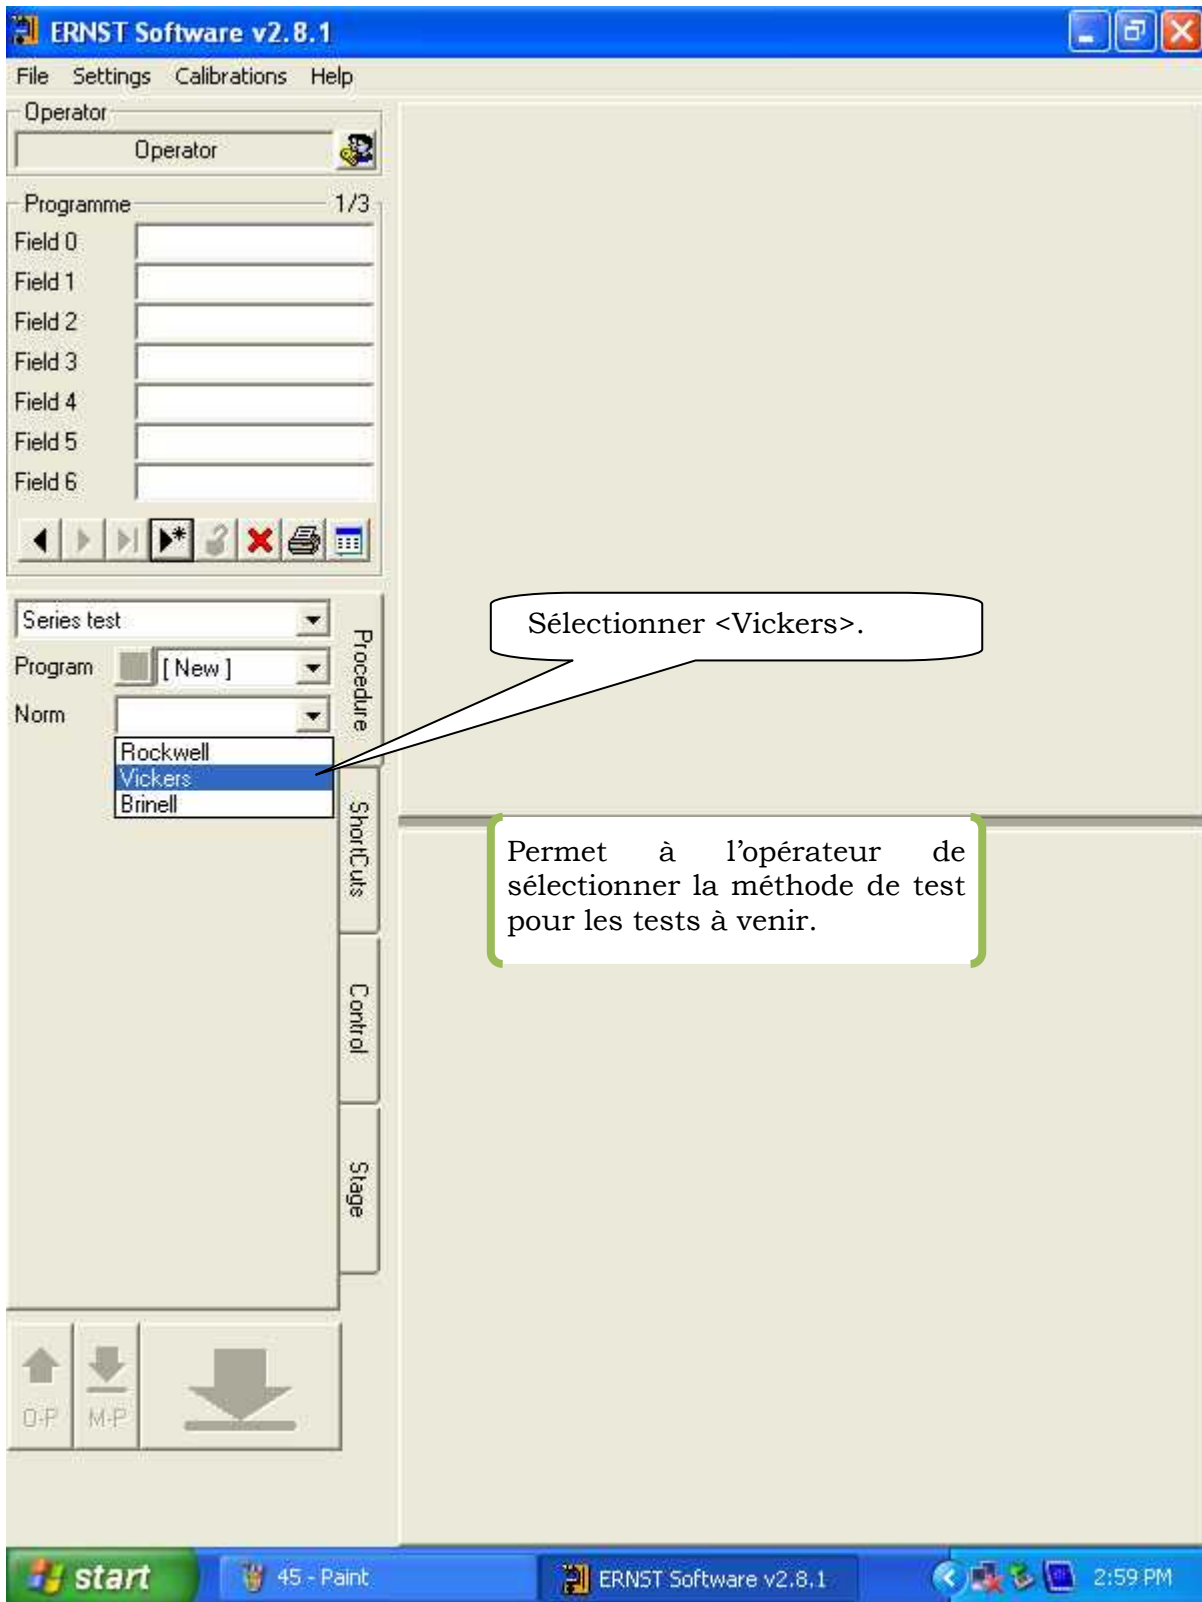 ERNST Software v2.8.1
File Settings Calibrations Help
Operator
Operator
Programme 1/3
Field 0
Field 1
Field 2
Field 3
Field 4
Field 5
Field 6
Series test
Program [ New ]
Norm
Rockwell
Vickers
Brinell
Procedure
ShortCuts
Control
Stage
Sélectionner <Vickers>.
Permet à l’opérateur de
sélectionner la méthode de test
pour les tests à venir.
O-P M-P
start 45 - Paint ERNST Software v2.8.1 2:59 PM